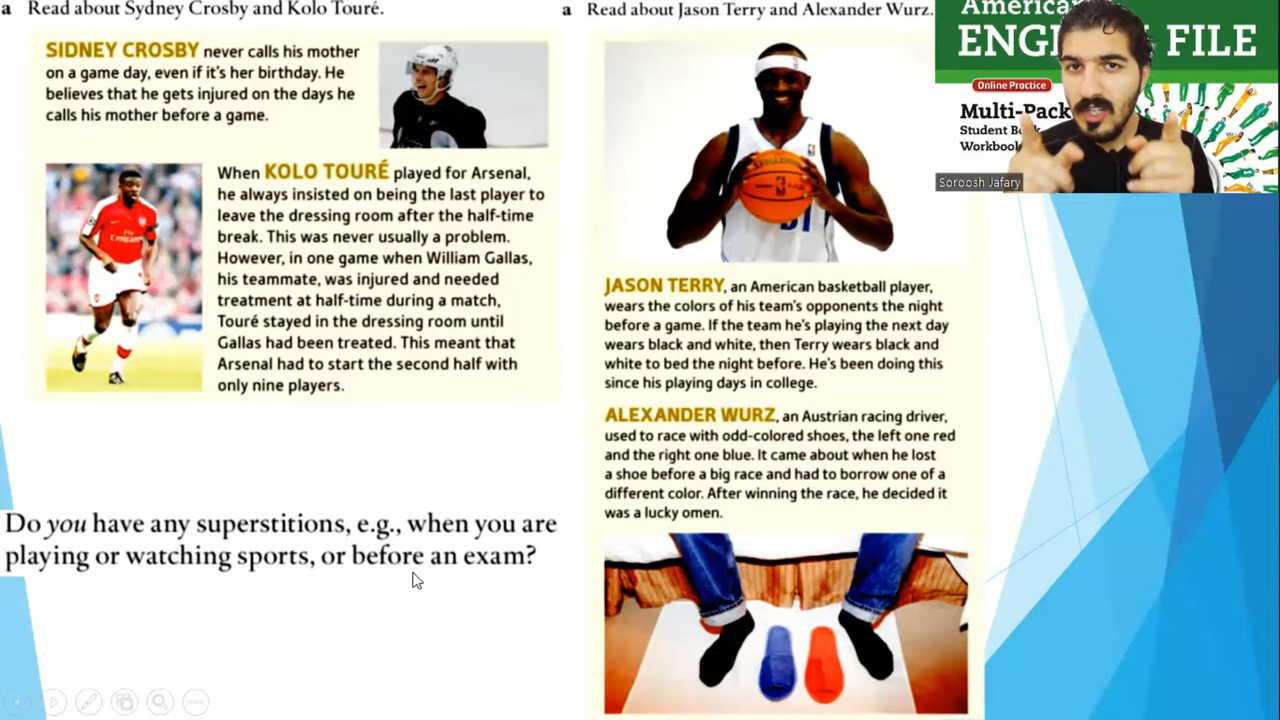 a Read about Sydney Crosby and Kolo Touré.
SIDNEY CROSBY never calls his mother
on a game day, even if it's her birthday. He
believes that he gets injured on the days he
calls his mother before a game.
When KOLO TOURÉ played for Arsenal,
he always insisted on being the last player to
leave the dressing room after the half-time
break. This was never usually a problem.
However, in one game when William Gallas,
his teammate, was injured and needed
treatment at half-time during a match,
Touré stayed in the dressing room until
Gallas had been treated. This meant that
Arsenal had to start the second half with
only nine players.
Do you have any superstitions, e.g., when you are
playing or watching sports, or before an exam?
a Read about Jason Terry and Alexander Wurz.
JASON TERRY, an American basketball player,
wears the colors of his team's opponents the night
before a game. If the team he's playing the next day
wears black and white, then Terry wears black and
white to bed the night before. He's been doing this
since his playing days in college.
ALEXANDER WURZ, an Austrian racing driver,
used to race with odd-colored shoes, the left one red
and the right one blue. It came about when he lost
a shoe before a big race and had to borrow one of a
different color. After winning the race, he decided it
was a lucky omen.
FILE
Online Practice
Multi-Pack
Student Book
Workbook
Soroosh Jafary